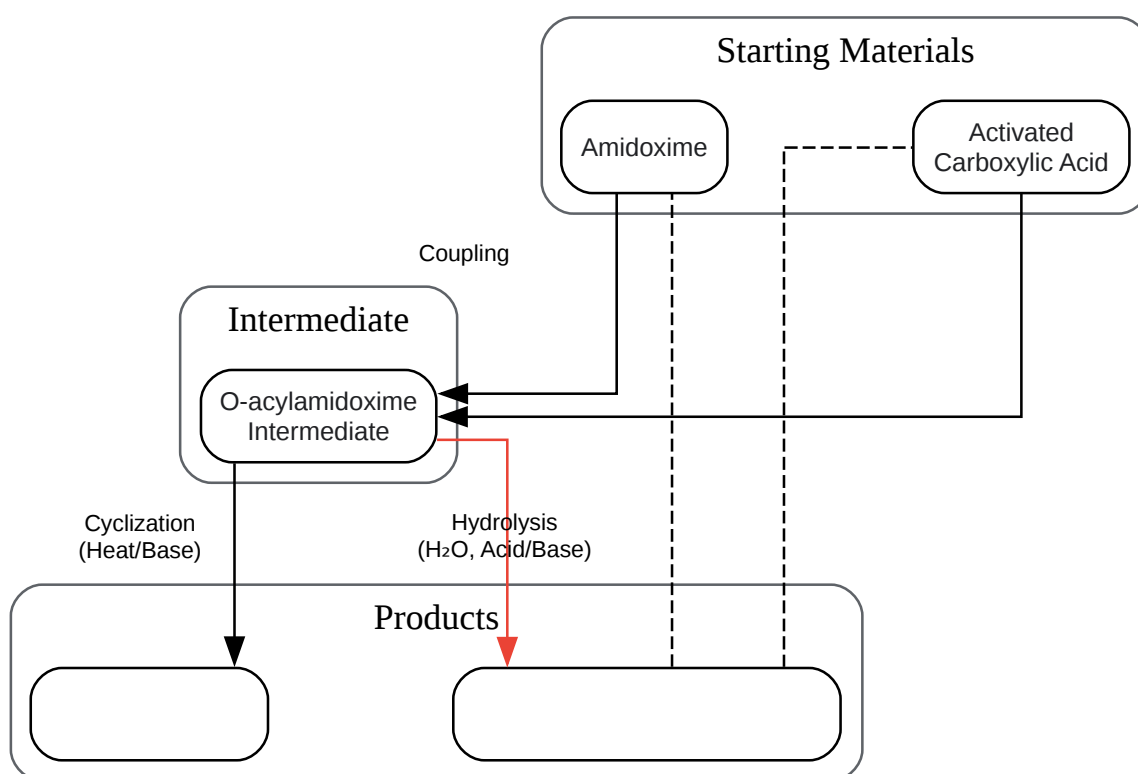 Starting Materials
Amidoxime
Activated
Carboxylic Acid
Coupling
Intermediate
O-acylamidoxime
Intermediate
Cyclization
(Heat/Base)
Hydrolysis
(H₂O, Acid/Base)
Products